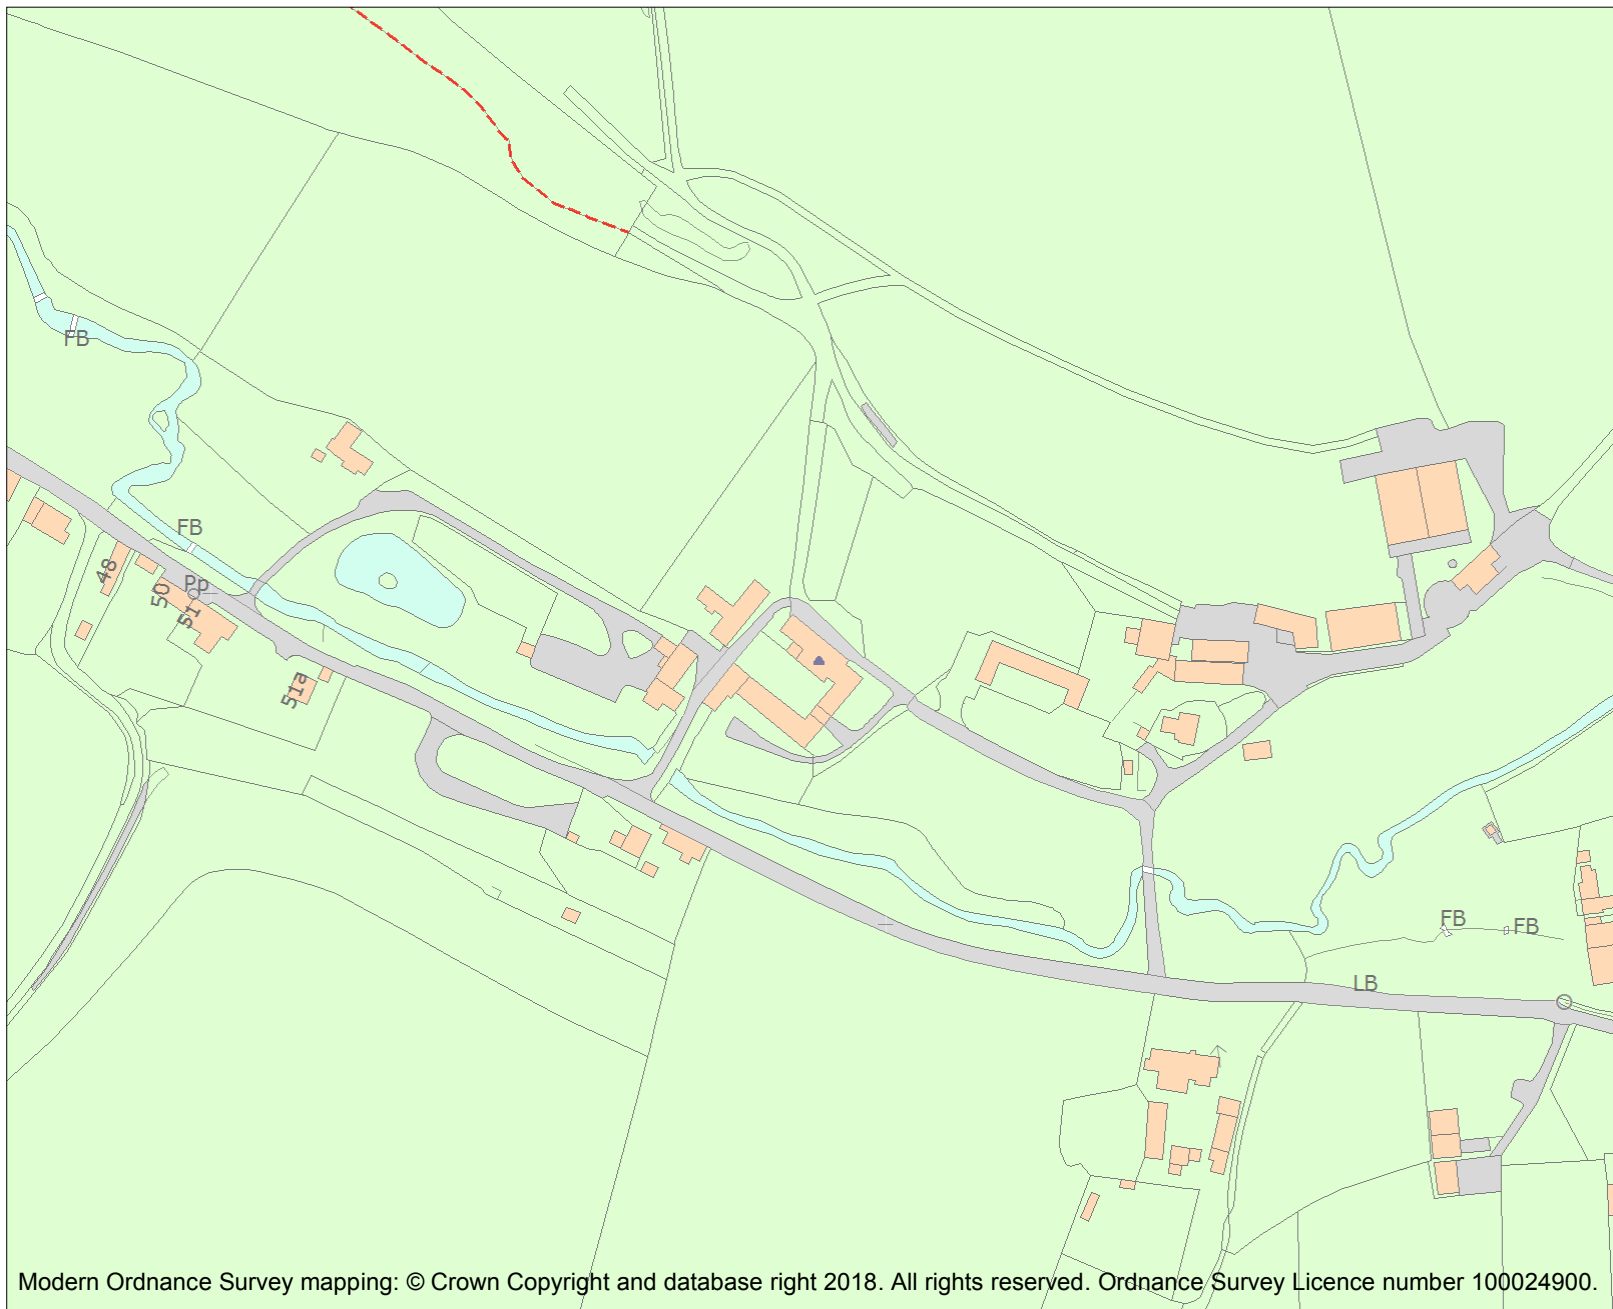 FB
FB
48
Pp
50
51
51a
FB
FB
LB
Modern Ordnance Survey mapping: © Crown Copyright and database right 2018. All rights reserved. Ordnance Survey Licence number 100024900.